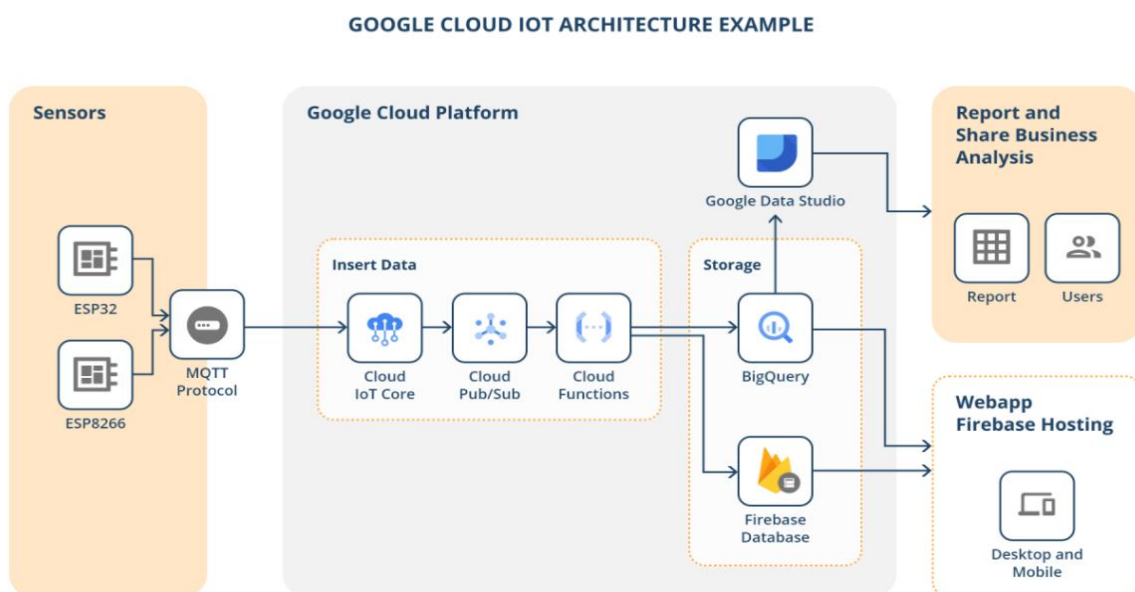 GOOGLE CLOUD IOT ARCHITECTURE EXAMPLE
Sensors
ESP32
ESP8266
MQTT
Protocol
Google Cloud Platform
Insert Data
Cloud
IoT Core
Cloud
Pub/Sub
Cloud
Functions
Google Data Studio
Storage
BigQuery
Firebase
Database
Report and
Share Business
Analysis
Report
Users
Webapp
Firebase Hosting
Desktop and
Mobile